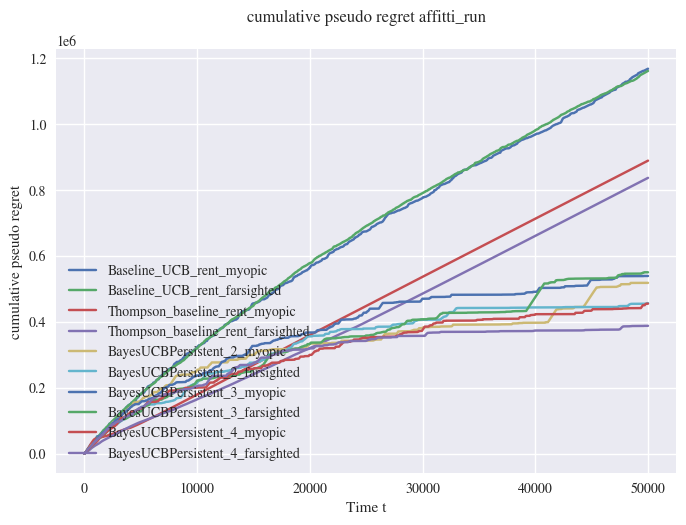 cumulative pseudo regret affitti_run
1e6
1.2
1.0
0.8
0.6
0.4
0.2
0.0
cumulative pseudo regret
Baseline_UCB_rent_myopic
Baseline_UCB_rent_farsighted
Thompson_baseline_rent_myopic
Thompson_baseline_rent_farsighted
BayesUCBPersistent_2_myopic
BayesUCBPersistent_2_farsighted
BayesUCBPersistent_3_myopic
BayesUCBPersistent_3_farsighted
BayesUCBPersistent_4_myopic
BayesUCBPersistent_4_farsighted
0 10000 20000 30000 40000 50000
Time t